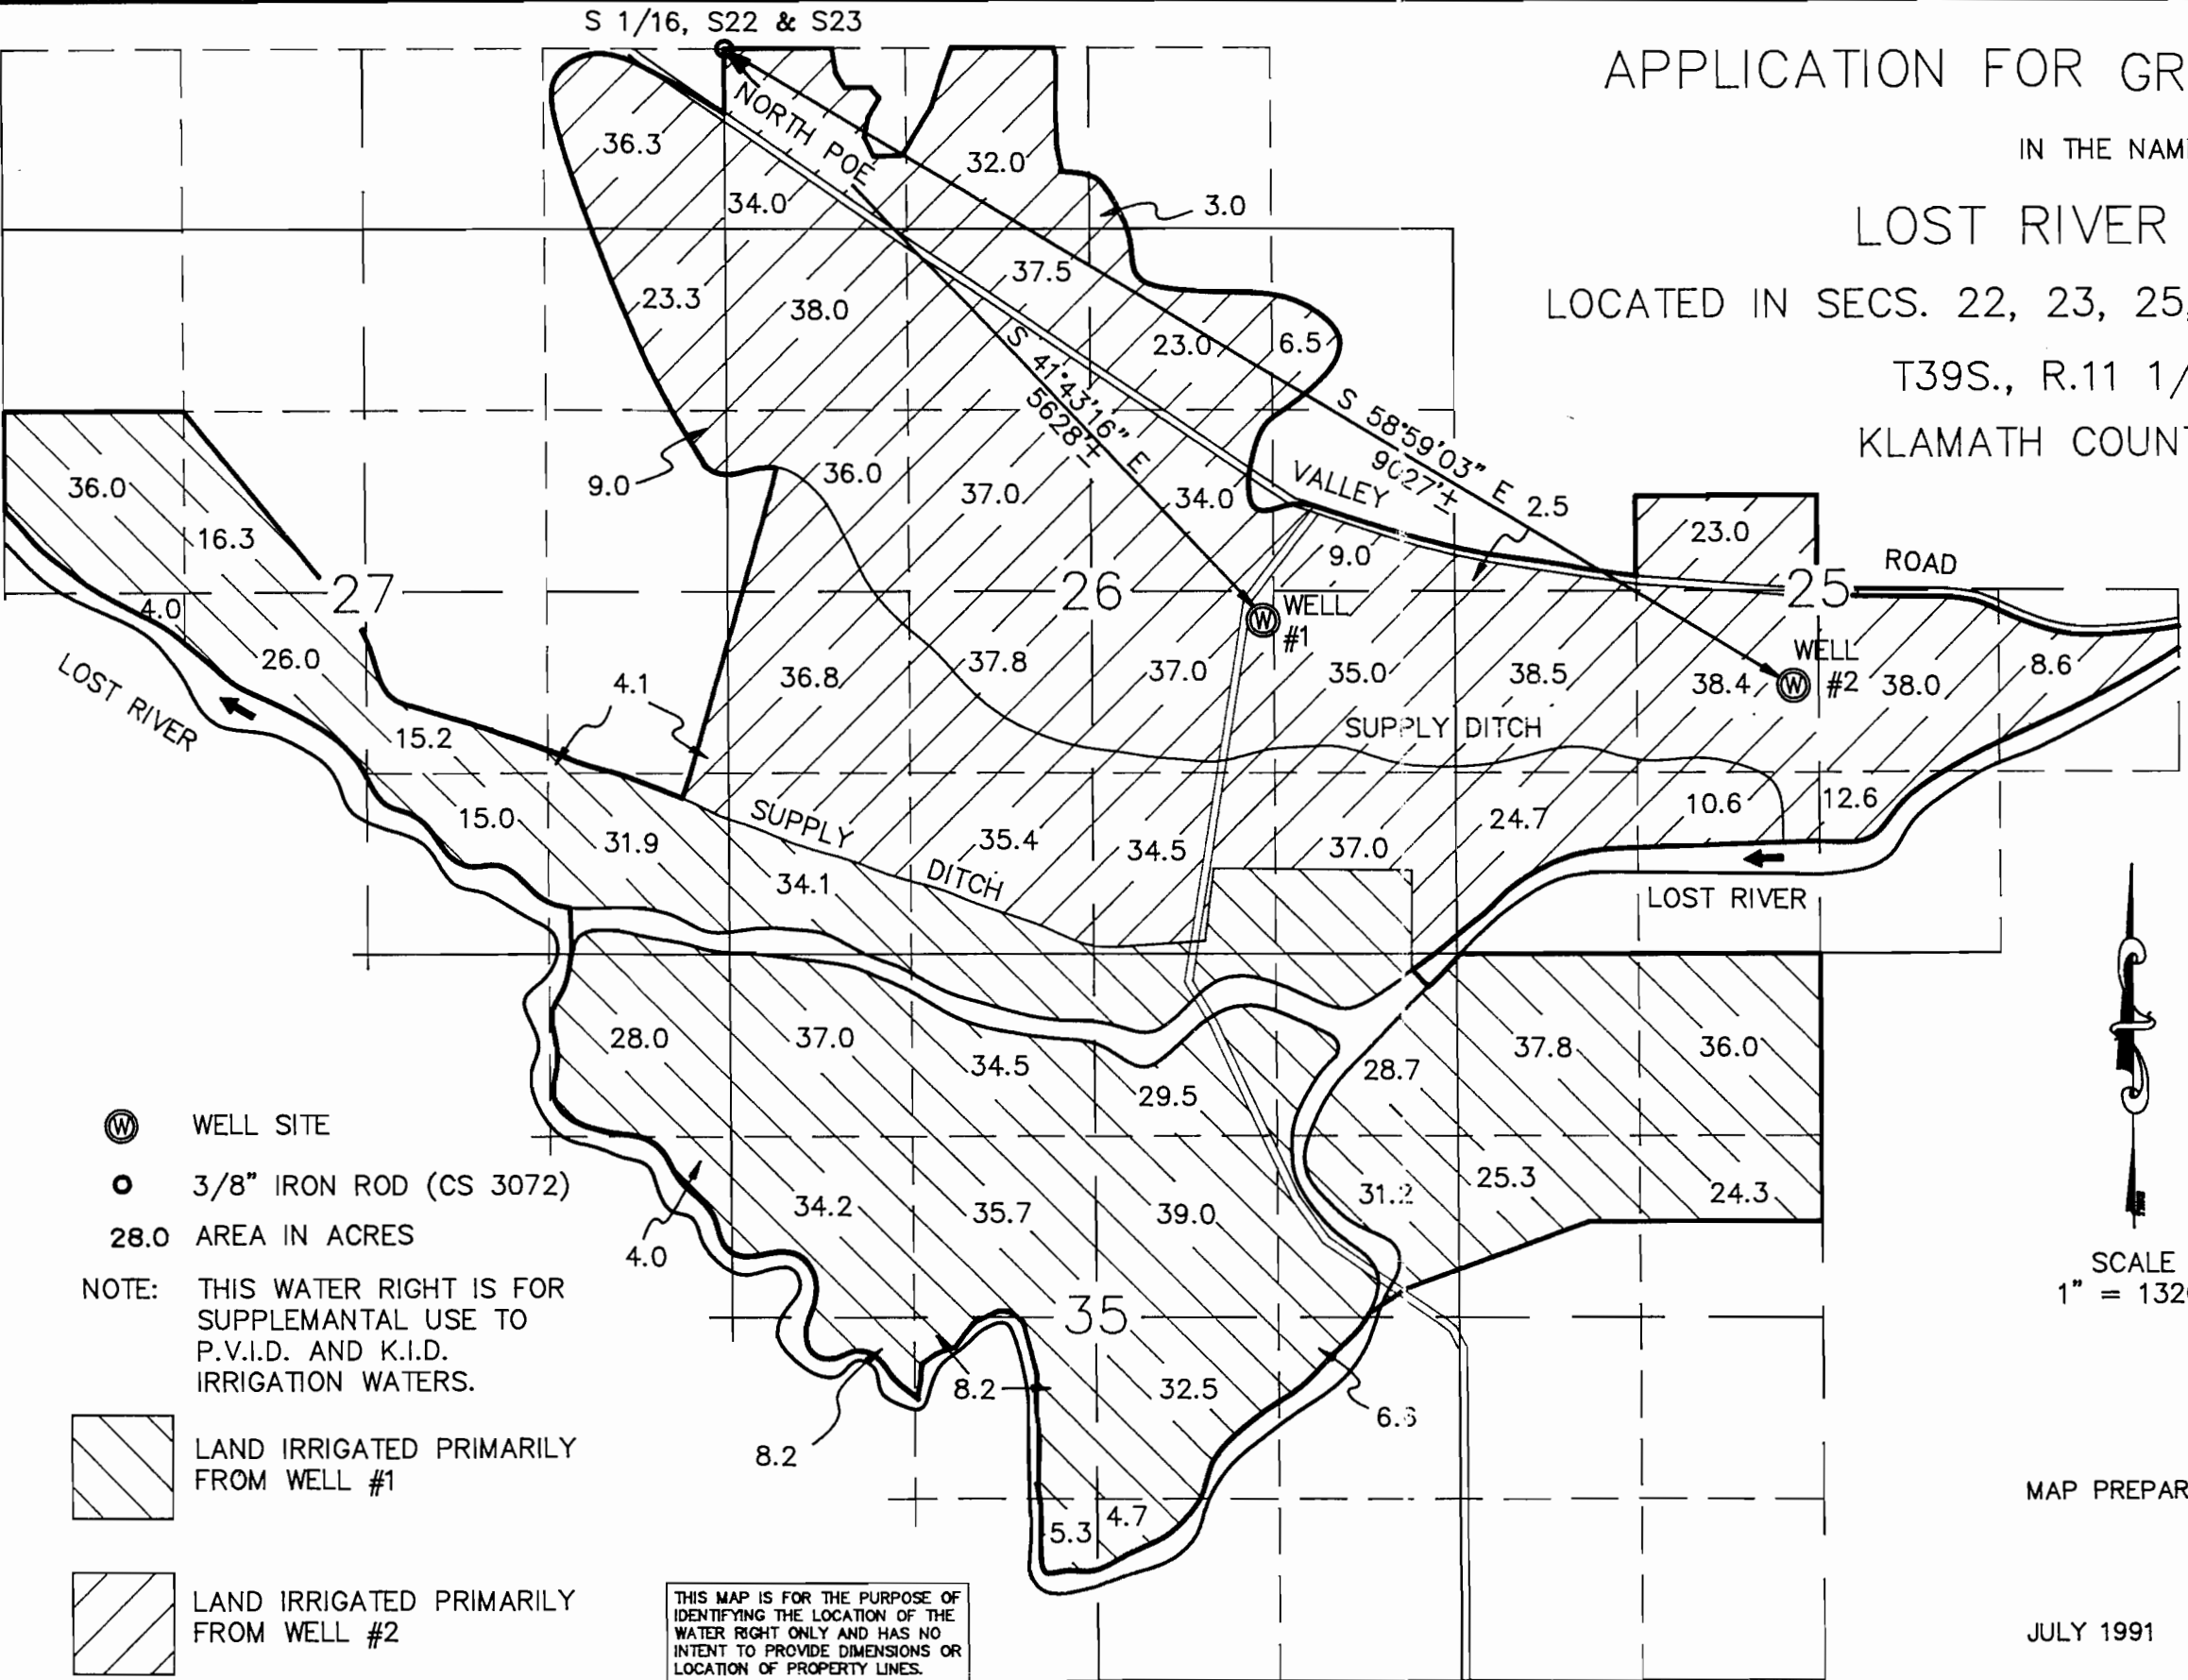 S 1/16, S22 & S23
APPLICATION FOR GR
IN THE NAM
LOST RIVER
LOCATED IN SECS. 22, 23, 25,
T39S., R.11 1/
KLAMATH COUN
NORTH POE
VALLEY
ROAD
S 41°43'16" E
5628'±
S 58°59'03" E
9027'±
36.3
34.0
32.0
3.0
37.5
23.3
38.0
23.0
6.5
9.0
36.0
37.0
34.0
2.5
23.0
9.0
36.0
16.3
27
26
25
4.0
26.0
WELL
#1
WELL
#2
4.1
36.8
37.8
37.0
35.0
38.5
38.4
38.0
8.6
LOST RIVER
15.2
SUPPLY DITCH
15.0
31.9
SUPPLY
DITCH
35.4
34.5
37.0
24.7
10.6
12.6
34.1
LOST RIVER
28.0
37.0
34.5
29.5
28.7
37.8
36.0
4.0
34.2
35.7
39.0
31.2
25.3
24.3
35
8.2
8.2
32.5
6.6
5.3
4.7
W WELL SITE
3/8" IRON ROD (CS 3072)
28.0 AREA IN ACRES
NOTE: THIS WATER RIGHT IS FOR
SUPPLEMANTAL USE TO
P.V.I.D. AND K.I.D.
IRRIGATION WATERS.
LAND IRRIGATED PRIMARILY
FROM WELL #1
LAND IRRIGATED PRIMARILY
FROM WELL #2
THIS MAP IS FOR THE PURPOSE OF
IDENTIFYING THE LOCATION OF THE
WATER RIGHT ONLY AND HAS NO
INTENT TO PROVIDE DIMENSIONS OR
LOCATION OF PROPERTY LINES.
SCALE
1" = 132
MAP PREPAR
JULY 1991